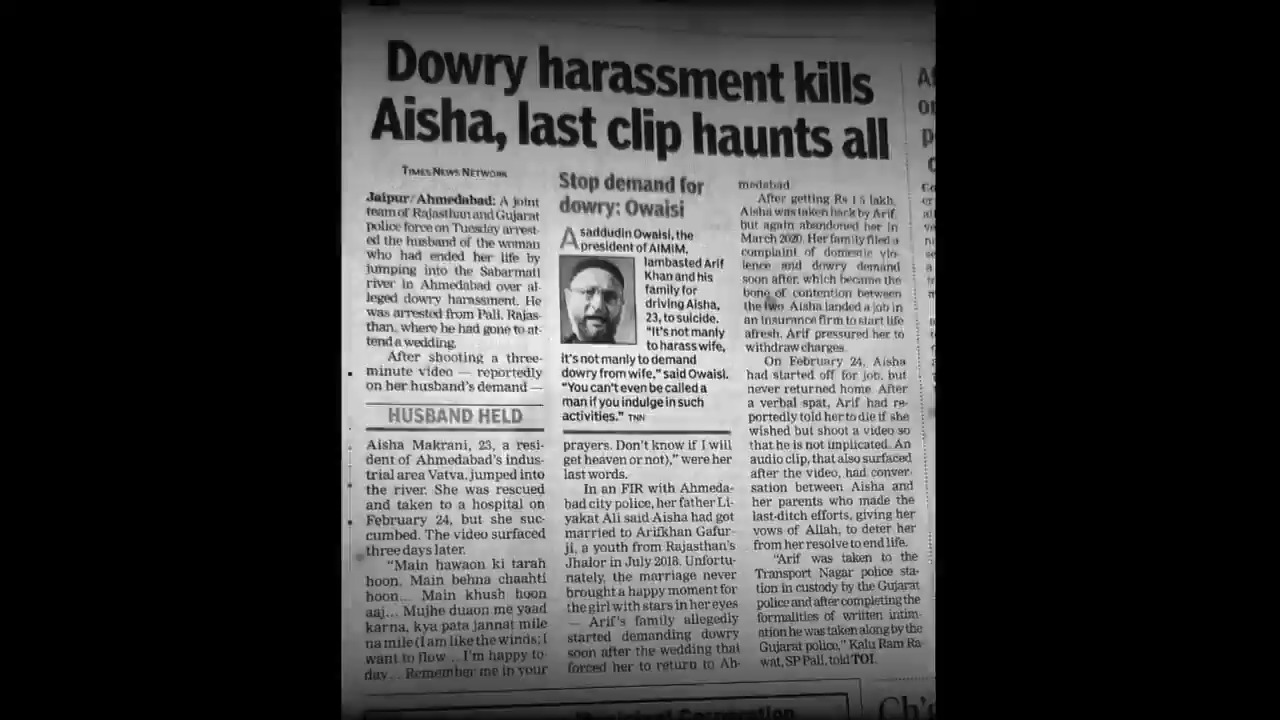 Dowry harassment kills
Aisha, last clip haunts all
TIMES NEWS NETWORK
Jaipur/Ahmedabad: A joint
team of Rajasthan and Gujarat
police force on Tuesday arrest-
ed the husband of the woman
who had ended her life by
jumping into the Sabarmati
river in Ahmedabad over al-
leged dowry harassment. He
was arrested from Pali, Rajas-
than, where he had gone to at-
tend a wedding.
After shooting a three-
minute video — reportedly
on her husband's demand —
HUSBAND HELD
Aisha Makrani, 23, a resi-
dent of Ahmedabad's indus-
trial area Vatva, jumped into
the river. She was rescued
and taken to a hospital on
February 24, but she suc-
cumbed. The video surfaced
three days later.
"Main hawaon ki tarah
hoon. Main behna chaahti
hoon... Main khush hoon
aaj... Mujhe duaon me yaad
karna, kya pata jannat mile
na mile (I am like the winds; I
want to flow ... I'm happy to-
day... Remember me in your
Stop demand for
dowry: Owaisi
Asaddudin Owaisi, the
president of AIMIM,
lambasted Arif
Khan and his
family for
driving Aisha,
23, to suicide.
"It's not manly
to harass wife,
it's not manly to demand
dowry from wife," said Owaisi.
"You can't even be called a
man if you indulge in such
activities." TNN
prayers. Don't know if I will
get heaven or not)," were her
last words.
In an FIR with Ahmeda-
bad city police, her father Li-
yakat Ali said Aisha had got
married to Arifkhan Gafur-
ji, a youth from Rajasthan's
Jhalor in July 2018. Unfortu-
nately, the marriage never
brought a happy moment for
the girl with stars in her eyes
— Arif's family allegedly
started demanding dowry
soon after the wedding that
forced her to return to Ah-
medabad
After getting Rs 1.5 lakh,
Aisha was taken back by Arif,
but again abandoned her in
March 2020. Her family filed a
complaint of domestic vio-
lence and dowry demand
soon after, which became the
bone of contention between
the two. Aisha landed a job in
an insurance firm to start life
afresh. Arif pressured her to
withdraw charges.
On February 24, Aisha
had started off for job, but
never returned home. After
a verbal spat, Arif had re-
portedly told her to die if she
wished but shoot a video so
that he is not implicated. An
audio clip, that also surfaced
after the video, had conver-
sation between Aisha and
her parents who made the
last-ditch efforts, giving her
vows of Allah, to deter her
from her resolve to end life.
"Arif was taken to the
Transport Nagar police sta-
tion in custody by the Gujarat
police and after completing the
formalities of written intim-
ation he was taken along by the
Gujarat police," Kalu Ram Ra-
wat, SP Pali, told TOI.